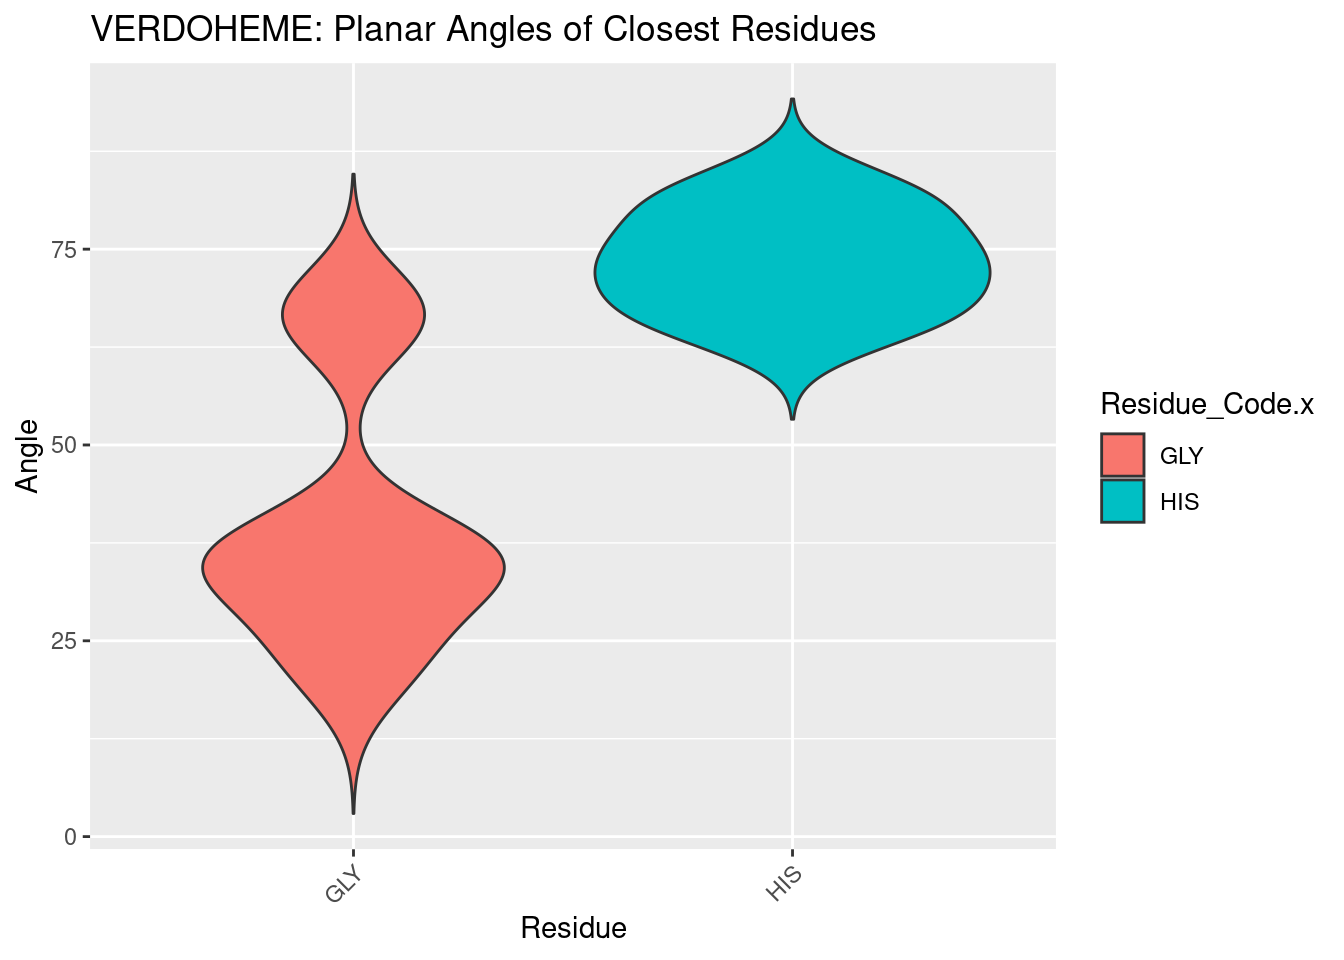 VERDOHEME: Planar Angles of Closest Residues
Angle
75
50
25
0
GLY
HIS
Residue
Residue_Code.x
GLY
HIS